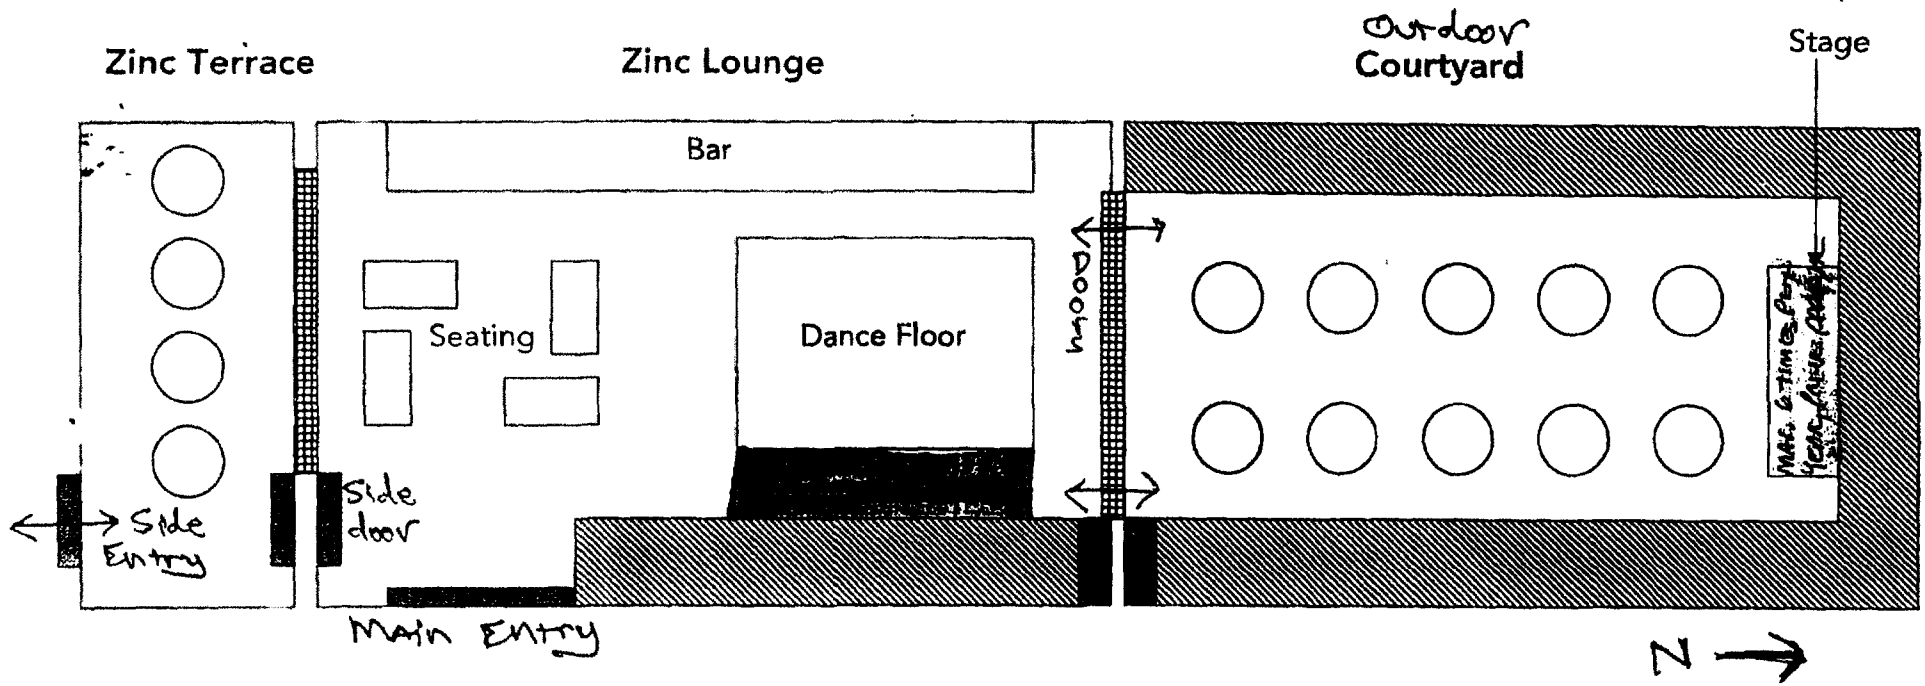 Zinc Terrace
Zinc Lounge
Outdoor
Courtyard
Stage
Bar
Seating
Dance Floor
Doors
Side
Entry
Side
door
Main Entry
N